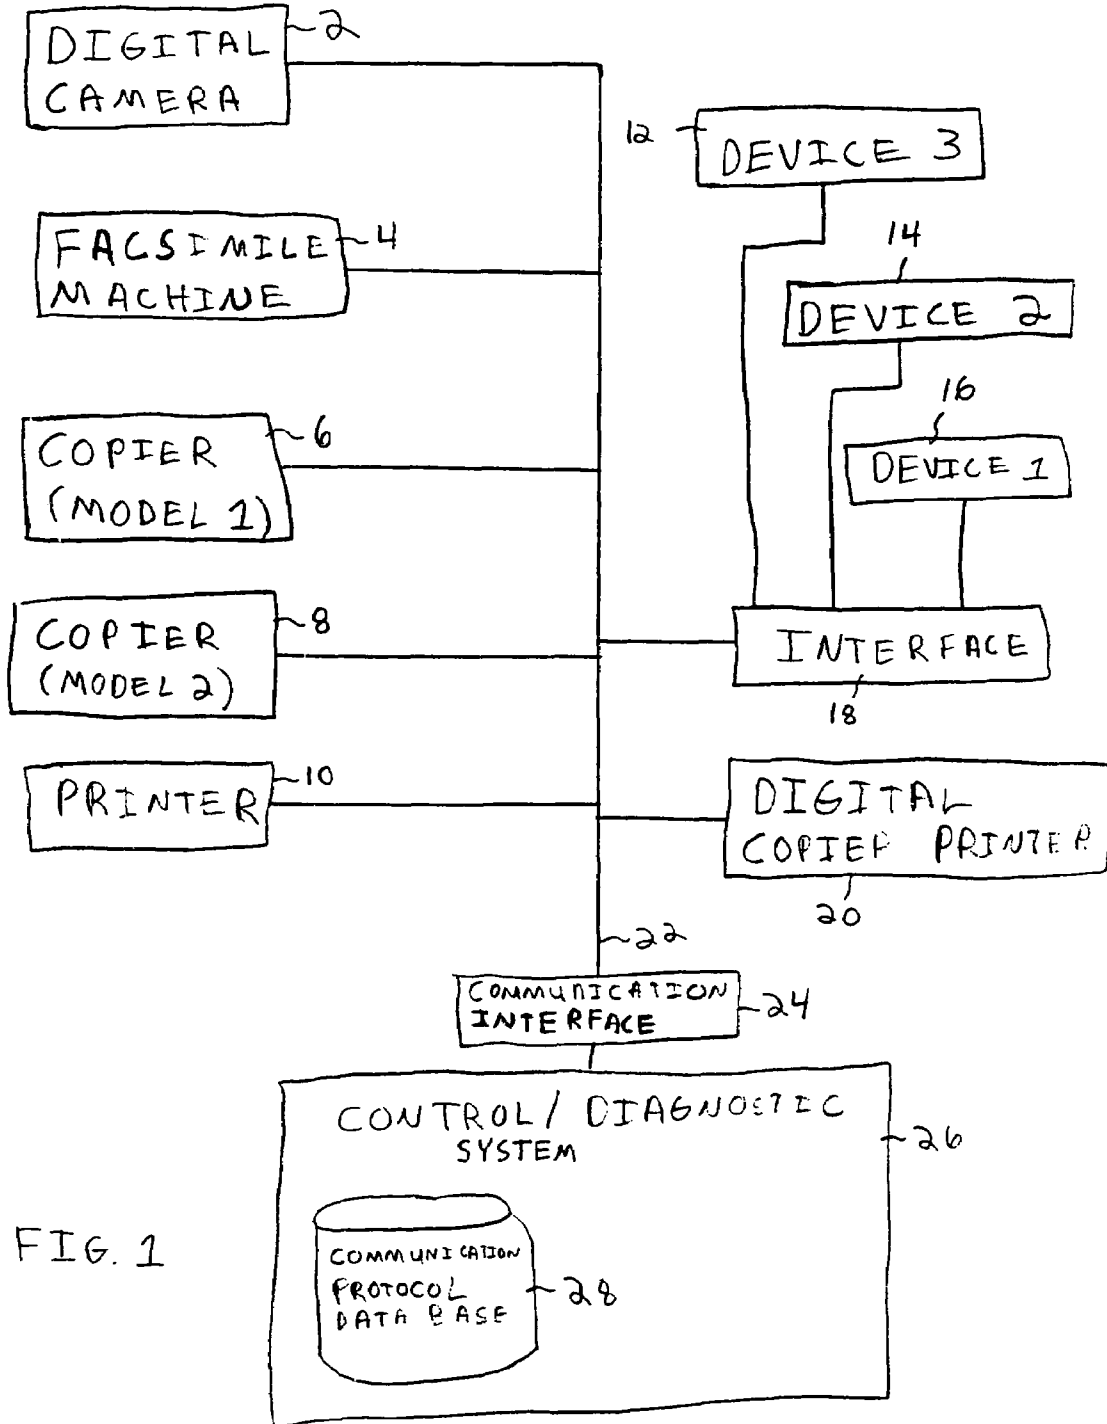 DIGITAL
CAMERA
2
FACSIMILE
MACHINE
4
COPIER
(MODEL 1)
6
COPIER
(MODEL 2)
8
PRINTER
10
12
DEVICE 3
14
DEVICE 2
16
DEVICE 1
INTERFACE
18
DIGITAL
COPIER PRINTER
20
22
COMMUNICATION
INTERFACE
24
CONTROL / DIAGNOSTIC
SYSTEM
26
COMMUNICATION
PROTOCOL
DATA BASE
28
FIG. 1